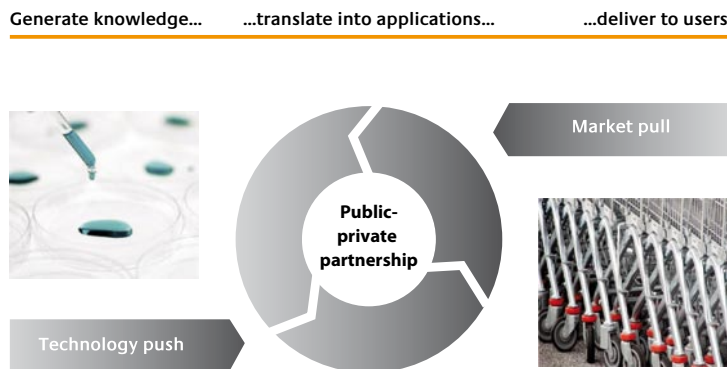 Generate knowledge...
...translate into applications...
...deliver to users
Market pull
Public-
private
partnership
Technology push